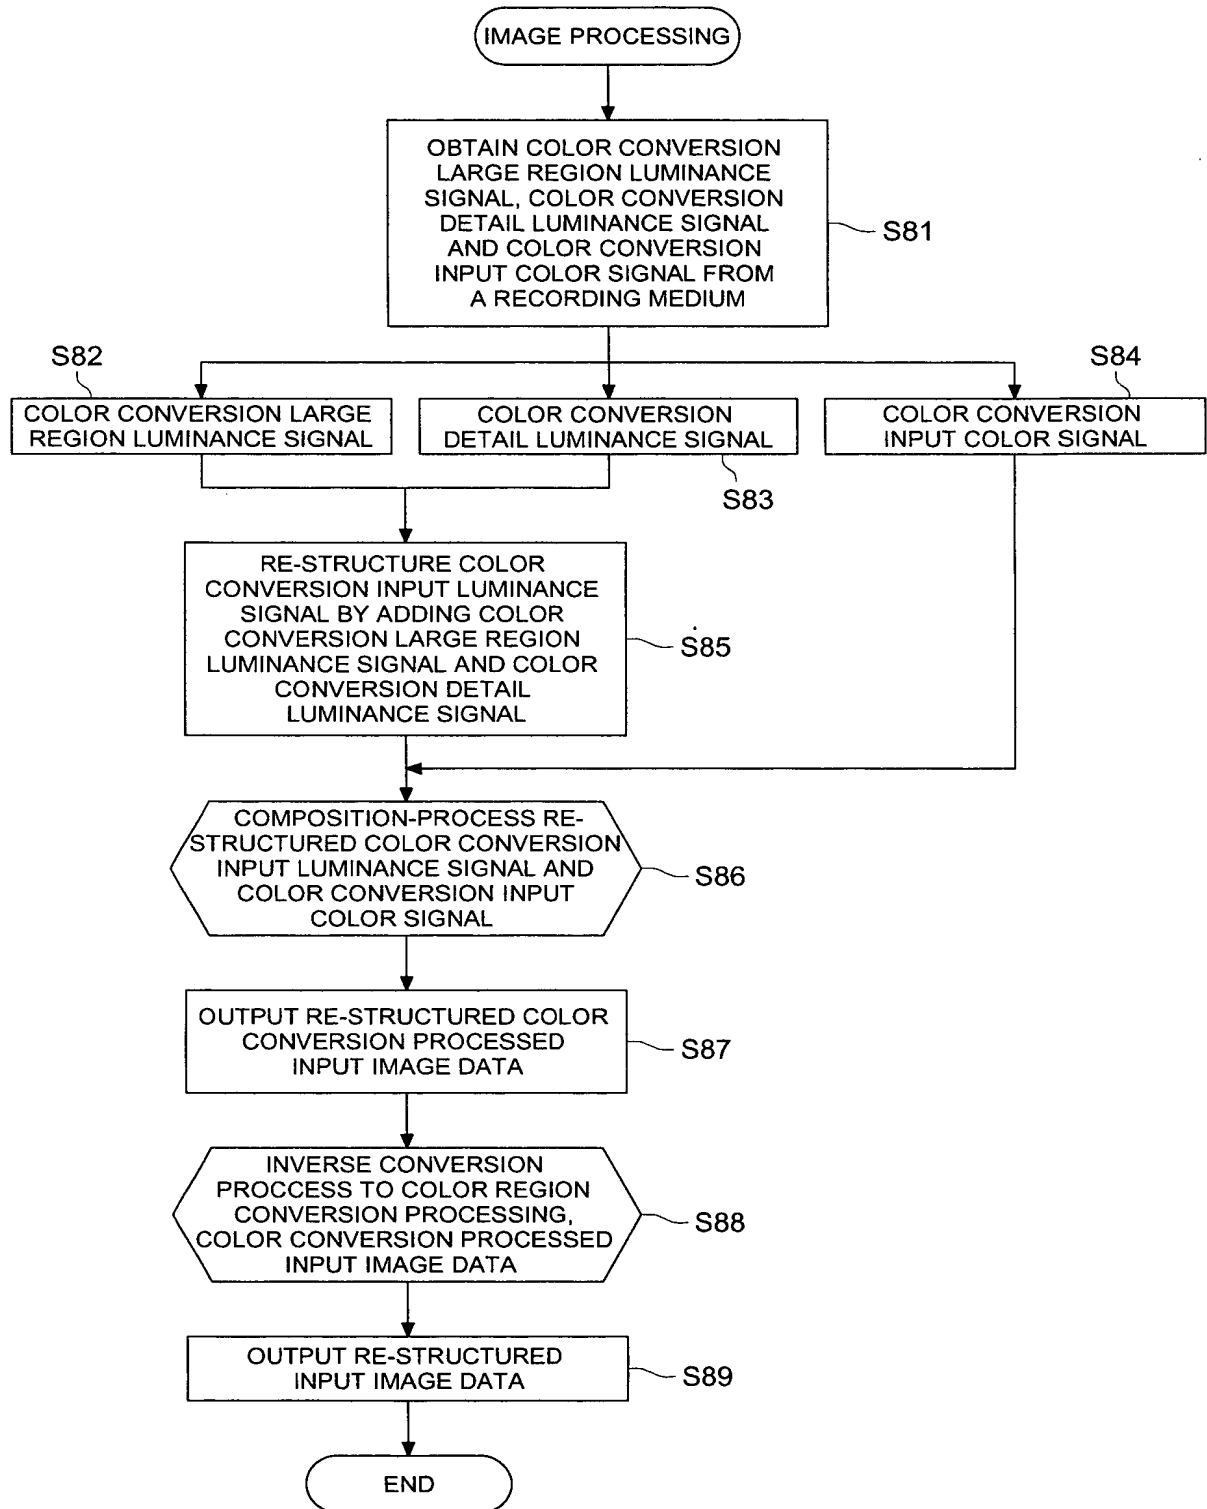 IMAGE PROCESSING
OBTAIN COLOR CONVERSION
LARGE REGION LUMINANCE
SIGNAL, COLOR CONVERSION
DETAIL LUMINANCE SIGNAL
AND COLOR CONVERSION
INPUT COLOR SIGNAL FROM
A RECORDING MEDIUM
S81
S82
COLOR CONVERSION LARGE
REGION LUMINANCE SIGNAL
COLOR CONVERSION
DETAIL LUMINANCE SIGNAL
S83
S84
COLOR CONVERSION
INPUT COLOR SIGNAL
RE-STRUCTURE COLOR
CONVERSION INPUT LUMINANCE
SIGNAL BY ADDING COLOR
CONVERSION LARGE REGION
LUMINANCE SIGNAL AND COLOR
CONVERSION DETAIL
LUMINANCE SIGNAL
S85
COMPOSITION-PROCESS RE-
STRUCTURED COLOR CONVERSION
INPUT LUMINANCE SIGNAL AND
COLOR CONVERSION INPUT
COLOR SIGNAL
S86
OUTPUT RE-STRUCTURED COLOR
CONVERSION PROCESSED
INPUT IMAGE DATA
S87
INVERSE CONVERSION
PROCCESS TO COLOR REGION
CONVERSION PROCESSING,
COLOR CONVERSION PROCESSED
INPUT IMAGE DATA
S88
OUTPUT RE-STRUCTURED
INPUT IMAGE DATA
S89
END